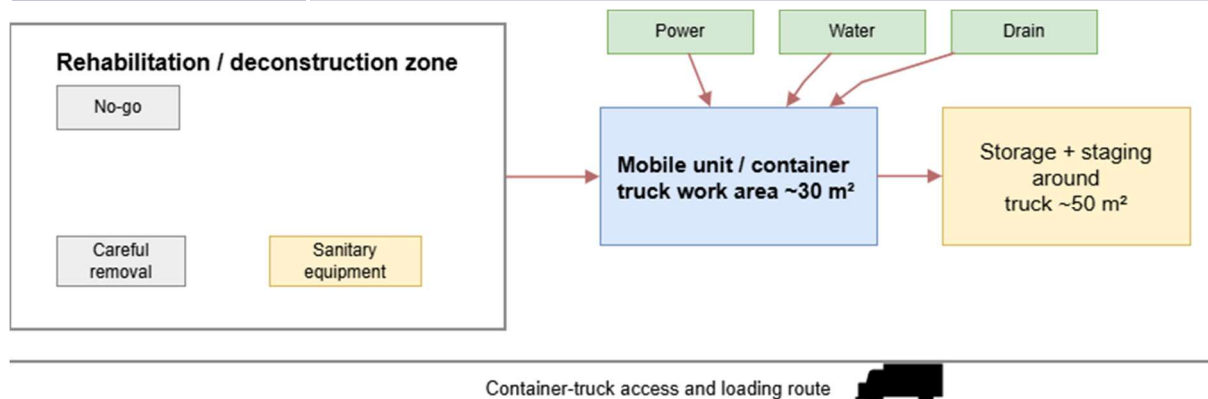 Rehabilitation / deconstruction zone
No-go
Careful
removal
Sanitary
equipment
Power
Water
Drain
Mobile unit / container
truck work area ~30 m²
Storage + staging
around
truck ~50 m²
Container-truck access and loading route